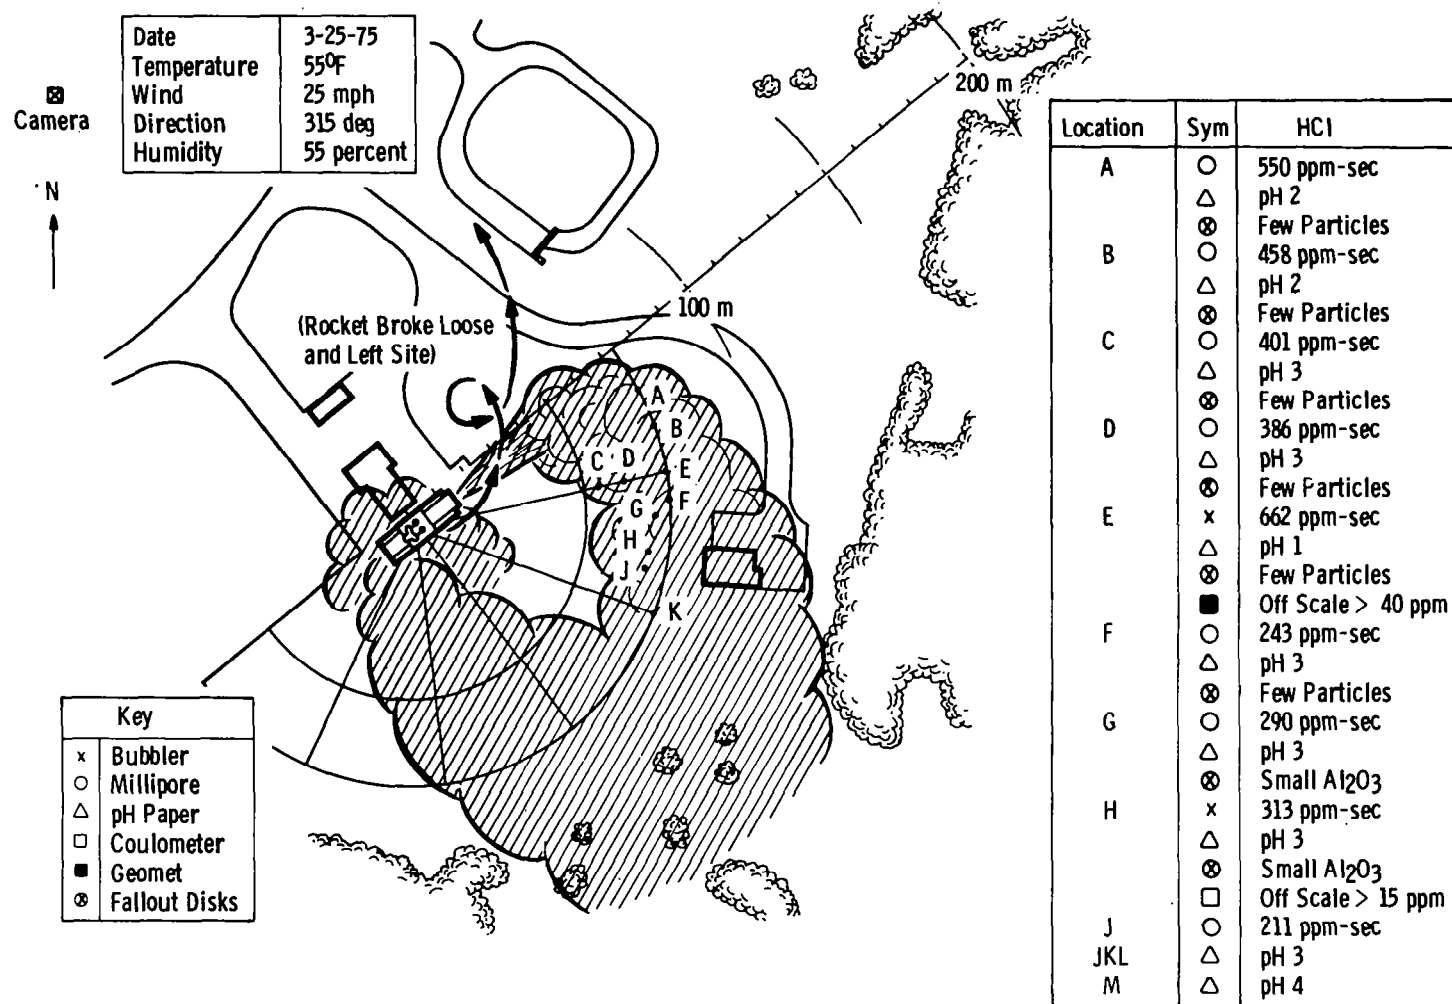 Date 3-25-75
Temperature 55ºF
Wind 25 mph
Direction 315 deg
Humidity 55 percent
Camera
N
200 m
100 m
(Rocket Broke Loose
and Left Site)
A
B
C D E
F
G
H
J
K
Key
x Bubbler
○ Millipore
△ pH Paper
□ Coulometer
■ Geomet
⊗ Fallout Disks
Location Sym HCl
A ○ 550 ppm-sec
△ pH 2
⊗ Few Particles
B ○ 458 ppm-sec
△ pH 2
⊗ Few Particles
C ○ 401 ppm-sec
△ pH 3
⊗ Few Particles
D ○ 386 ppm-sec
△ pH 3
⊗ Few Particles
E x 662 ppm-sec
△ pH 1
⊗ Few Particles
■ Off Scale > 40 ppm
F ○ 243 ppm-sec
△ pH 3
⊗ Few Particles
G ○ 290 ppm-sec
△ pH 3
⊗ Small Al2O3
H x 313 ppm-sec
△ pH 3
⊗ Small Al2O3
□ Off Scale > 15 ppm
J ○ 211 ppm-sec
JKL △ pH 3
M △ pH 4